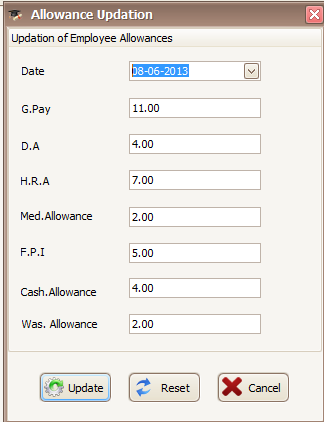 Allowance Updation
Updation of Employee Allowances
Date 08-06-2013
G.Pay 11.00
D.A 4.00
H.R.A 7.00
Med.Allowance 2.00
F.P.I 5.00
Cash.Allowance 4.00
Was. Allowance 2.00
Update Reset Cancel